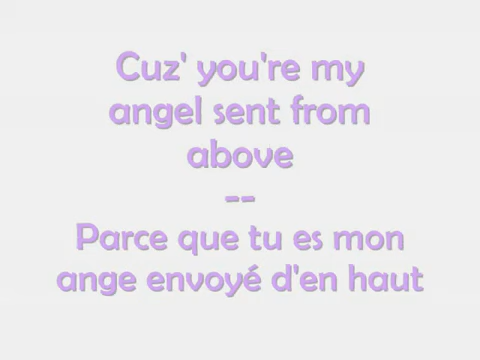 Cuz' you're my
angel sent from
above
--
Parce que tu es mon
ange envoyé d'en haut